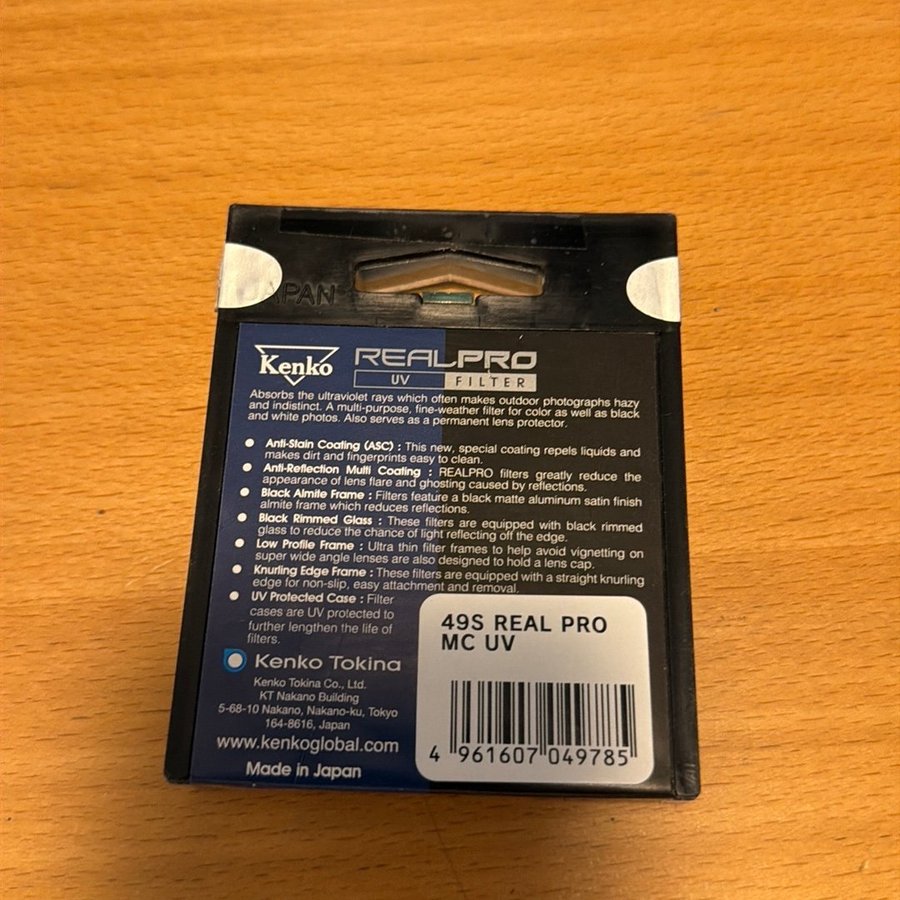 JAPAN
Kenko REALPRO
UV FILTER
Absorbs the ultraviolet rays which often makes outdoor photographs hazy
and indistinct. A multi-purpose, fine-weather filter for color as well as black
and white photos. Also serves as a permanent lens protector.
● Anti-Stain Coating (ASC) : This new, special coating repels liquids and
makes dirt and fingerprints easy to clean.
● Anti-Reflection Multi Coating : REALPRO filters greatly reduce the
appearance of lens flare and ghosting caused by reflections.
● Black Almite Frame : Filters feature a black matte aluminum satin finish
almite frame which reduces reflections.
● Black Rimmed Glass : These filters are equipped with black rimmed
glass to reduce the chance of light reflecting off the edge.
● Low Profile Frame : Ultra thin filter frames to help avoid vignetting on
super wide angle lenses are also designed to hold a lens cap.
● Knurling Edge Frame : These filters are equipped with a straight knurling
edge for non-slip, easy attachment and removal.
● UV Protected Case : Filter
cases are UV protected to
further lengthen the life of
filters.
Kenko Tokina
Kenko Tokina Co., Ltd.
KT Nakano Building
5-68-10 Nakano, Nakano-ku, Tokyo
164-8616, Japan
www.kenkoglobal.com
Made in Japan
49S REAL PRO
MC UV
4 961607 049785